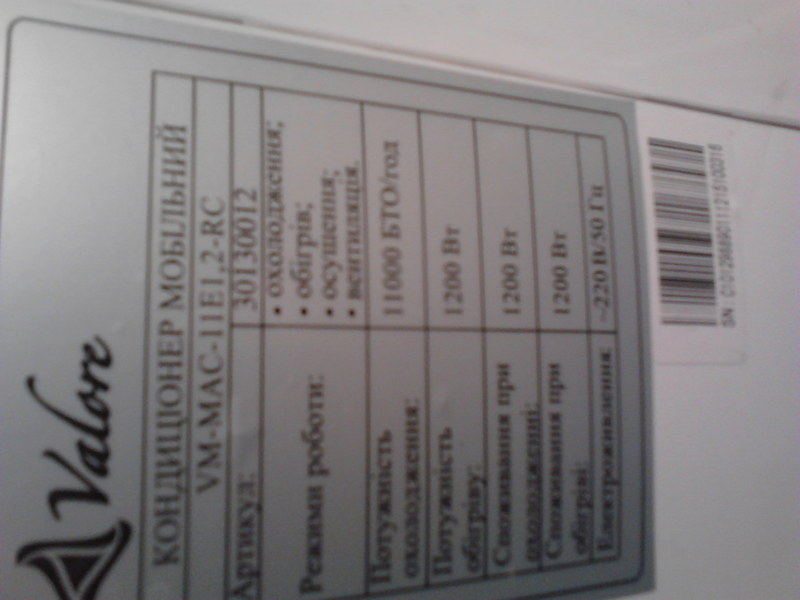 Valore
КОНДИЦІОНЕР МОБІЛЬНИЙ
VM-MAC-11E1,2-RC
Артикул: 30130012
Режими роботи:
• охолодження;
• обігрів;
• осушення;
• вентиляція.
Потужність
охолодження:
11000 БТО/год
Потужність
обігріву:
1200 Вт
Споживання при
охолодженні:
1200 Вт
Споживання при
обігріві:
1200 Вт
Електроживлення: ~220 В/50 Гц
SN